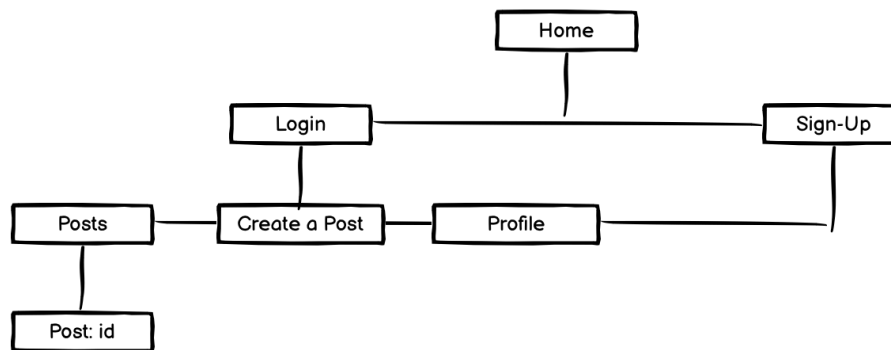 Home
Login
Sign-Up
Posts
Create a Post
Profile
Post: id